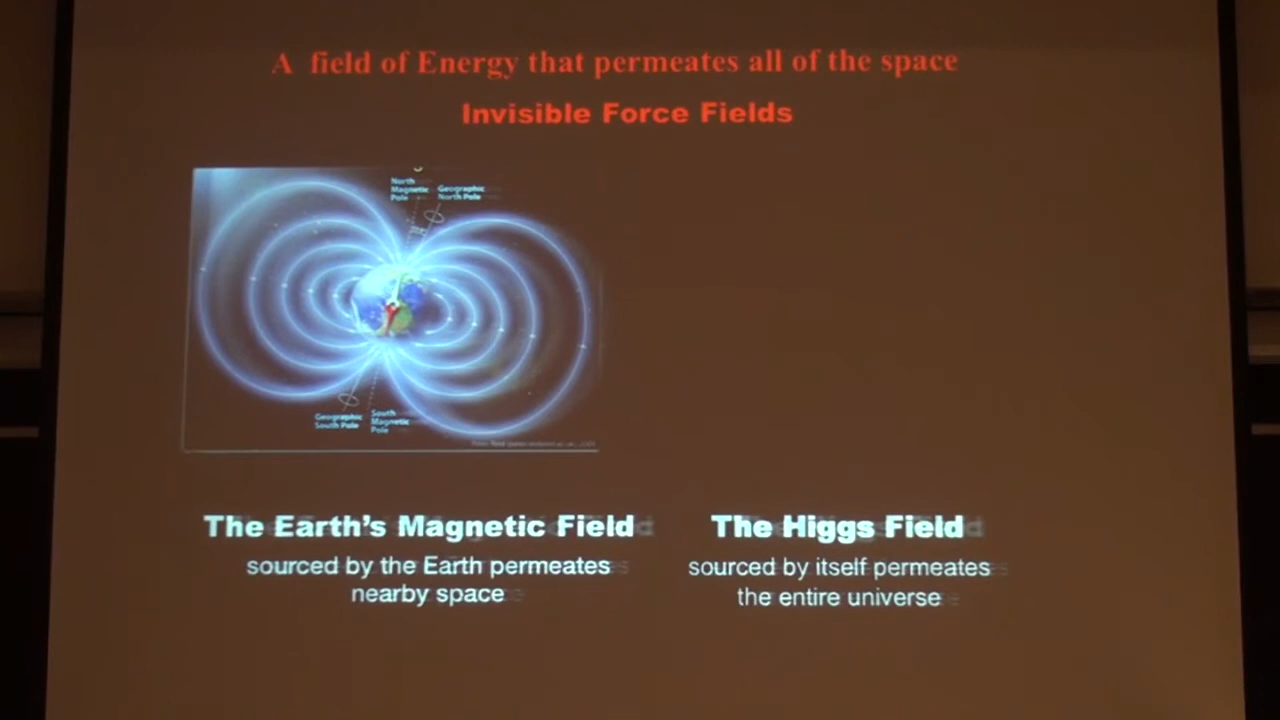 A field of Energy that permeates all of the space
Invisible Force Fields
North
Magnetic
Pole
Geographic
North Pole
Geographic
South Pole
South
Magnetic
Pole
The Earth's Magnetic Field
sourced by the Earth permeates
nearby space
The Higgs Field
sourced by itself permeates
the entire universe